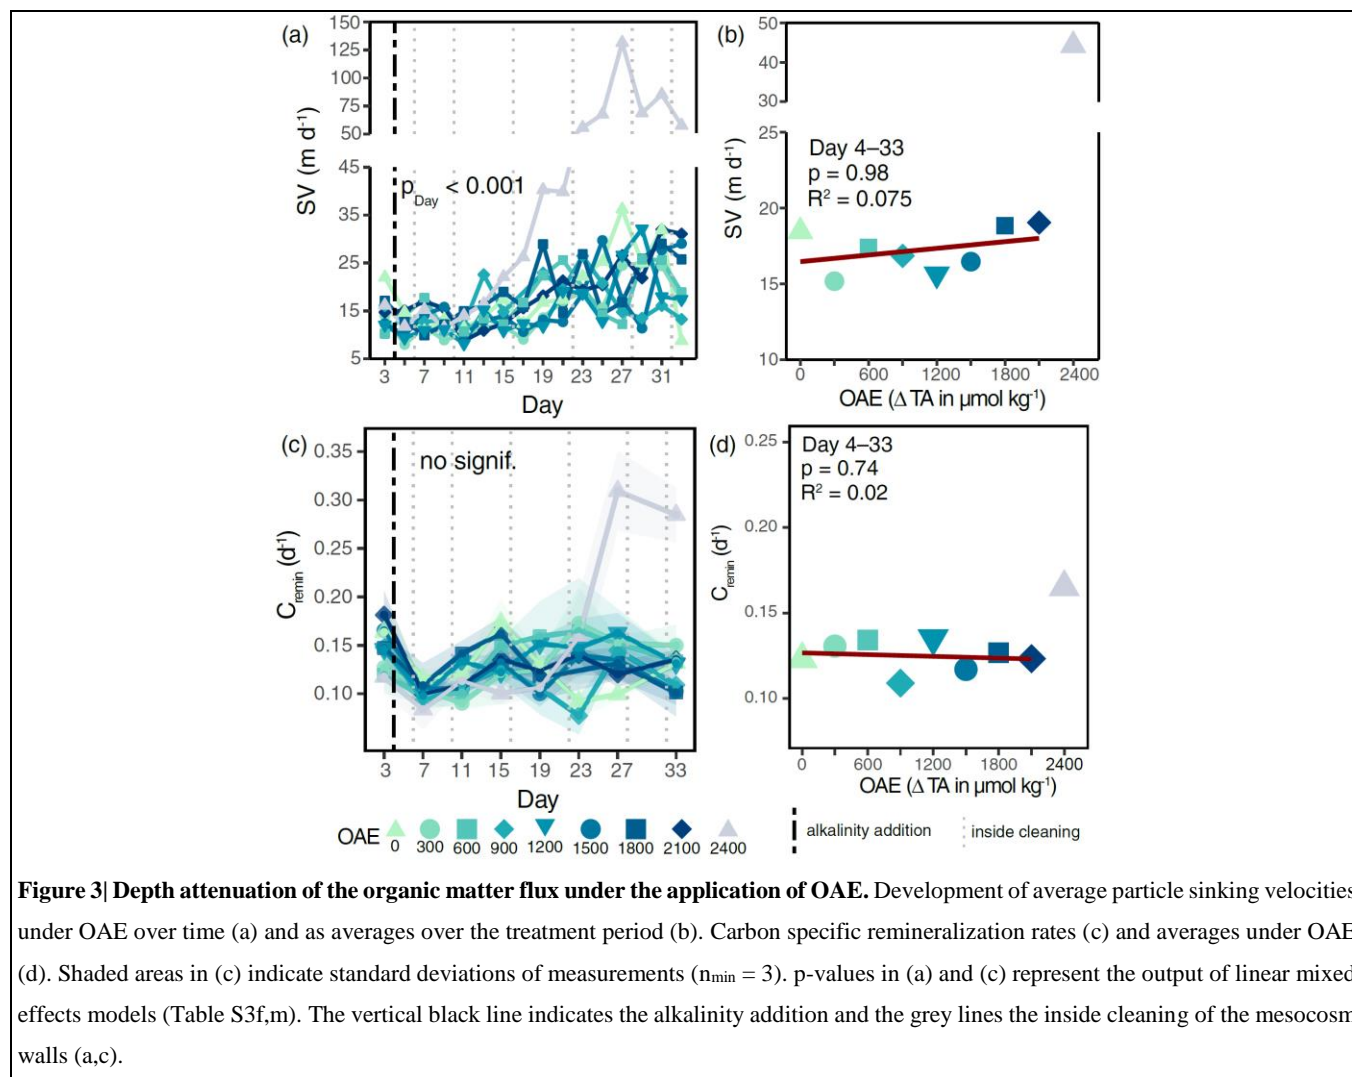 (a)
150
125
100
75
50
45
35
25
15
5
SV (m d⁻¹)
pDay < 0.001
3 7 11 15 19 23 27 31
Day
(b)
50
40
30
25
20
15
10
SV (m d⁻¹)
Day 4–33
p = 0.98
R² = 0.075
0 600 1200 1800 2400
OAE (Δ TA in µmol kg⁻¹)
(c)
0.35
0.30
0.25
0.20
0.15
0.10
Cremin (d⁻¹)
no signif.
3 7 11 15 19 23 27 33
Day
(d)
0.25
0.20
0.15
0.10
Cremin (d⁻¹)
Day 4–33
p = 0.74
R² = 0.02
0 600 1200 1800 2400
OAE (Δ TA in µmol kg⁻¹)
OAE
0 300 600 900 1200 1500 1800 2100 2400
alkalinity addition
inside cleaning
Figure 3| Depth attenuation of the organic matter flux under the application of OAE. Development of average particle sinking velocities
under OAE over time (a) and as averages over the treatment period (b). Carbon specific remineralization rates (c) and averages under OAE
(d). Shaded areas in (c) indicate standard deviations of measurements (nmin = 3). p-values in (a) and (c) represent the output of linear mixed
effects models (Table S3f,m). The vertical black line indicates the alkalinity addition and the grey lines the inside cleaning of the mesocosm
walls (a,c).